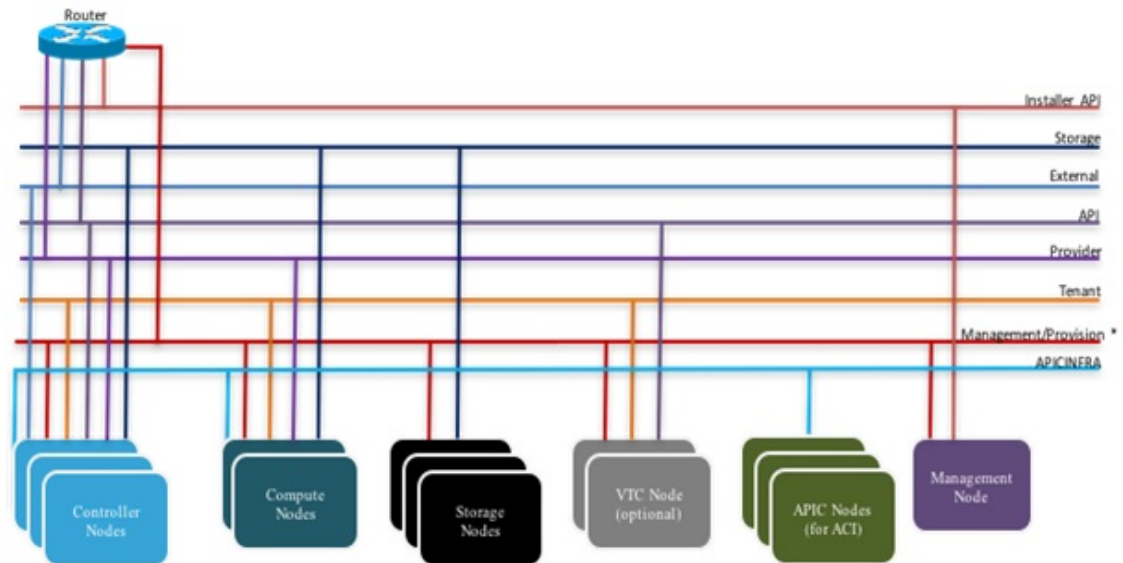 Router
Installer API
Storage
External
API
Provider
Tenant
Management/Provision *
APICINFRA
Controller
Nodes
Compute
Nodes
Storage
Nodes
VTC Node
(optional)
APIC Nodes
(for ACI)
Management
Node